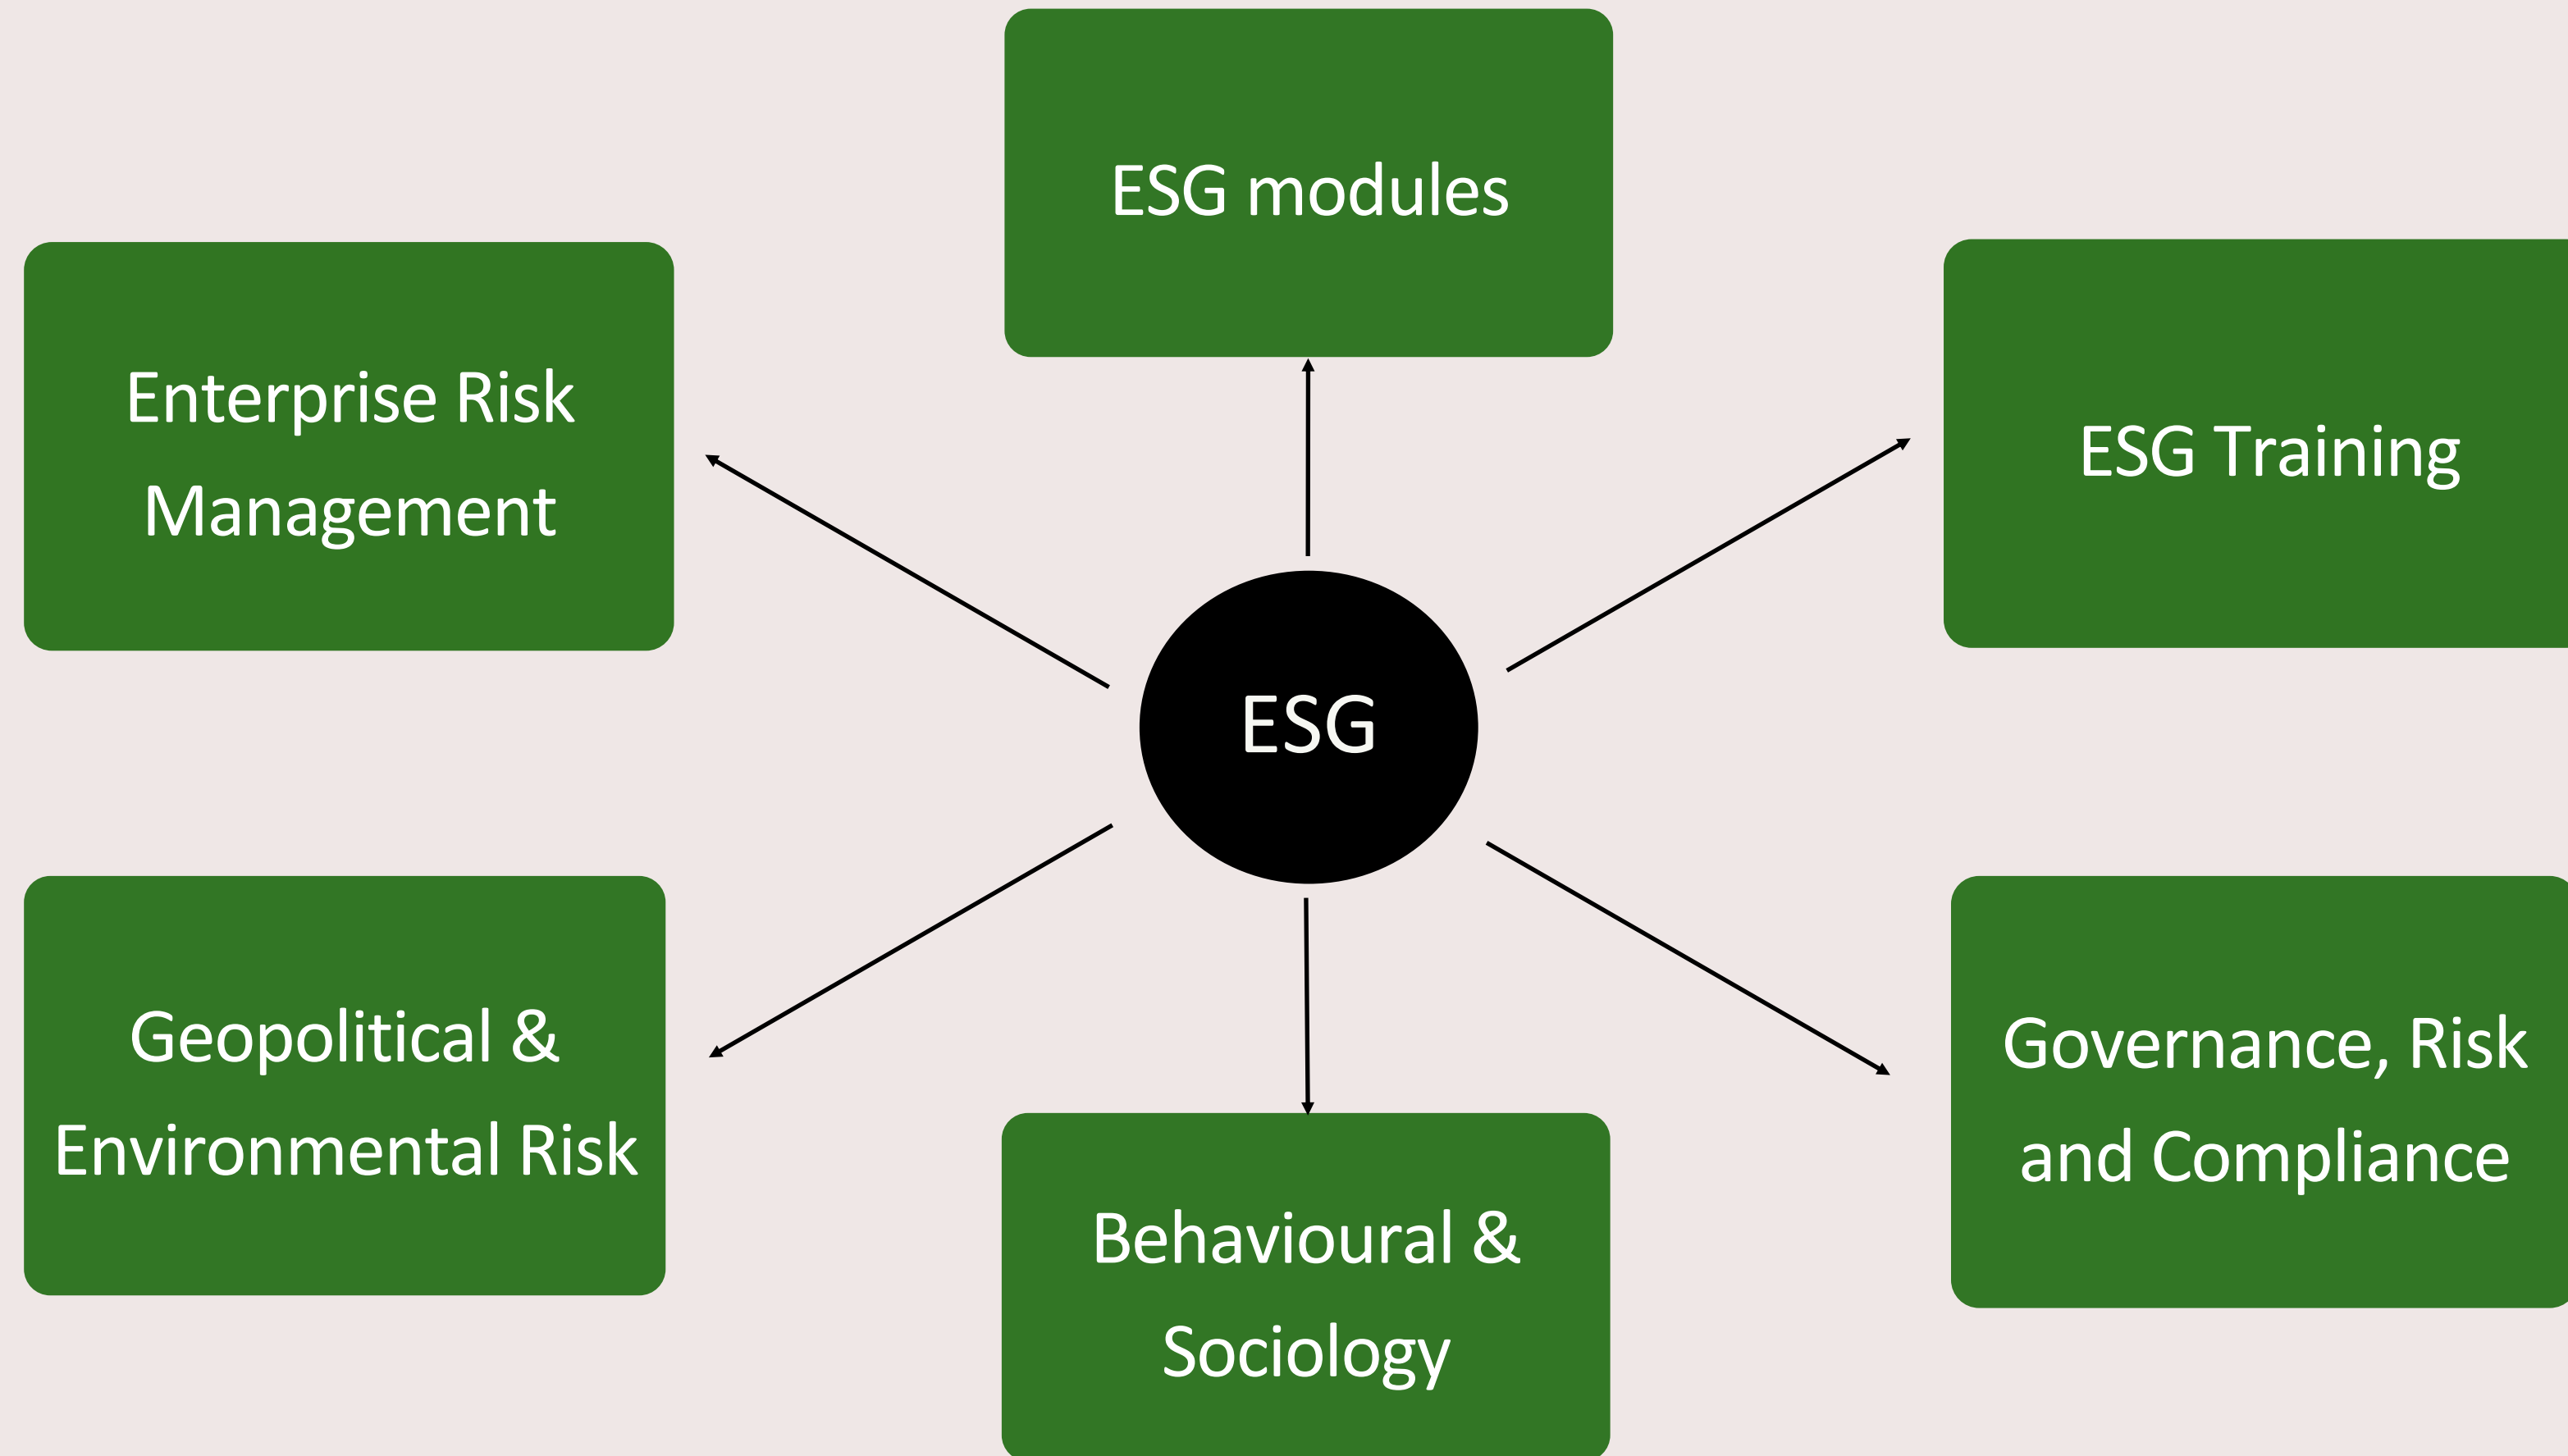 ESG modules
Enterprise Risk
Management
ESG Training
ESG
Geopolitical &
Environmental Risk
Governance, Risk
and Compliance
Behavioural &
Sociology